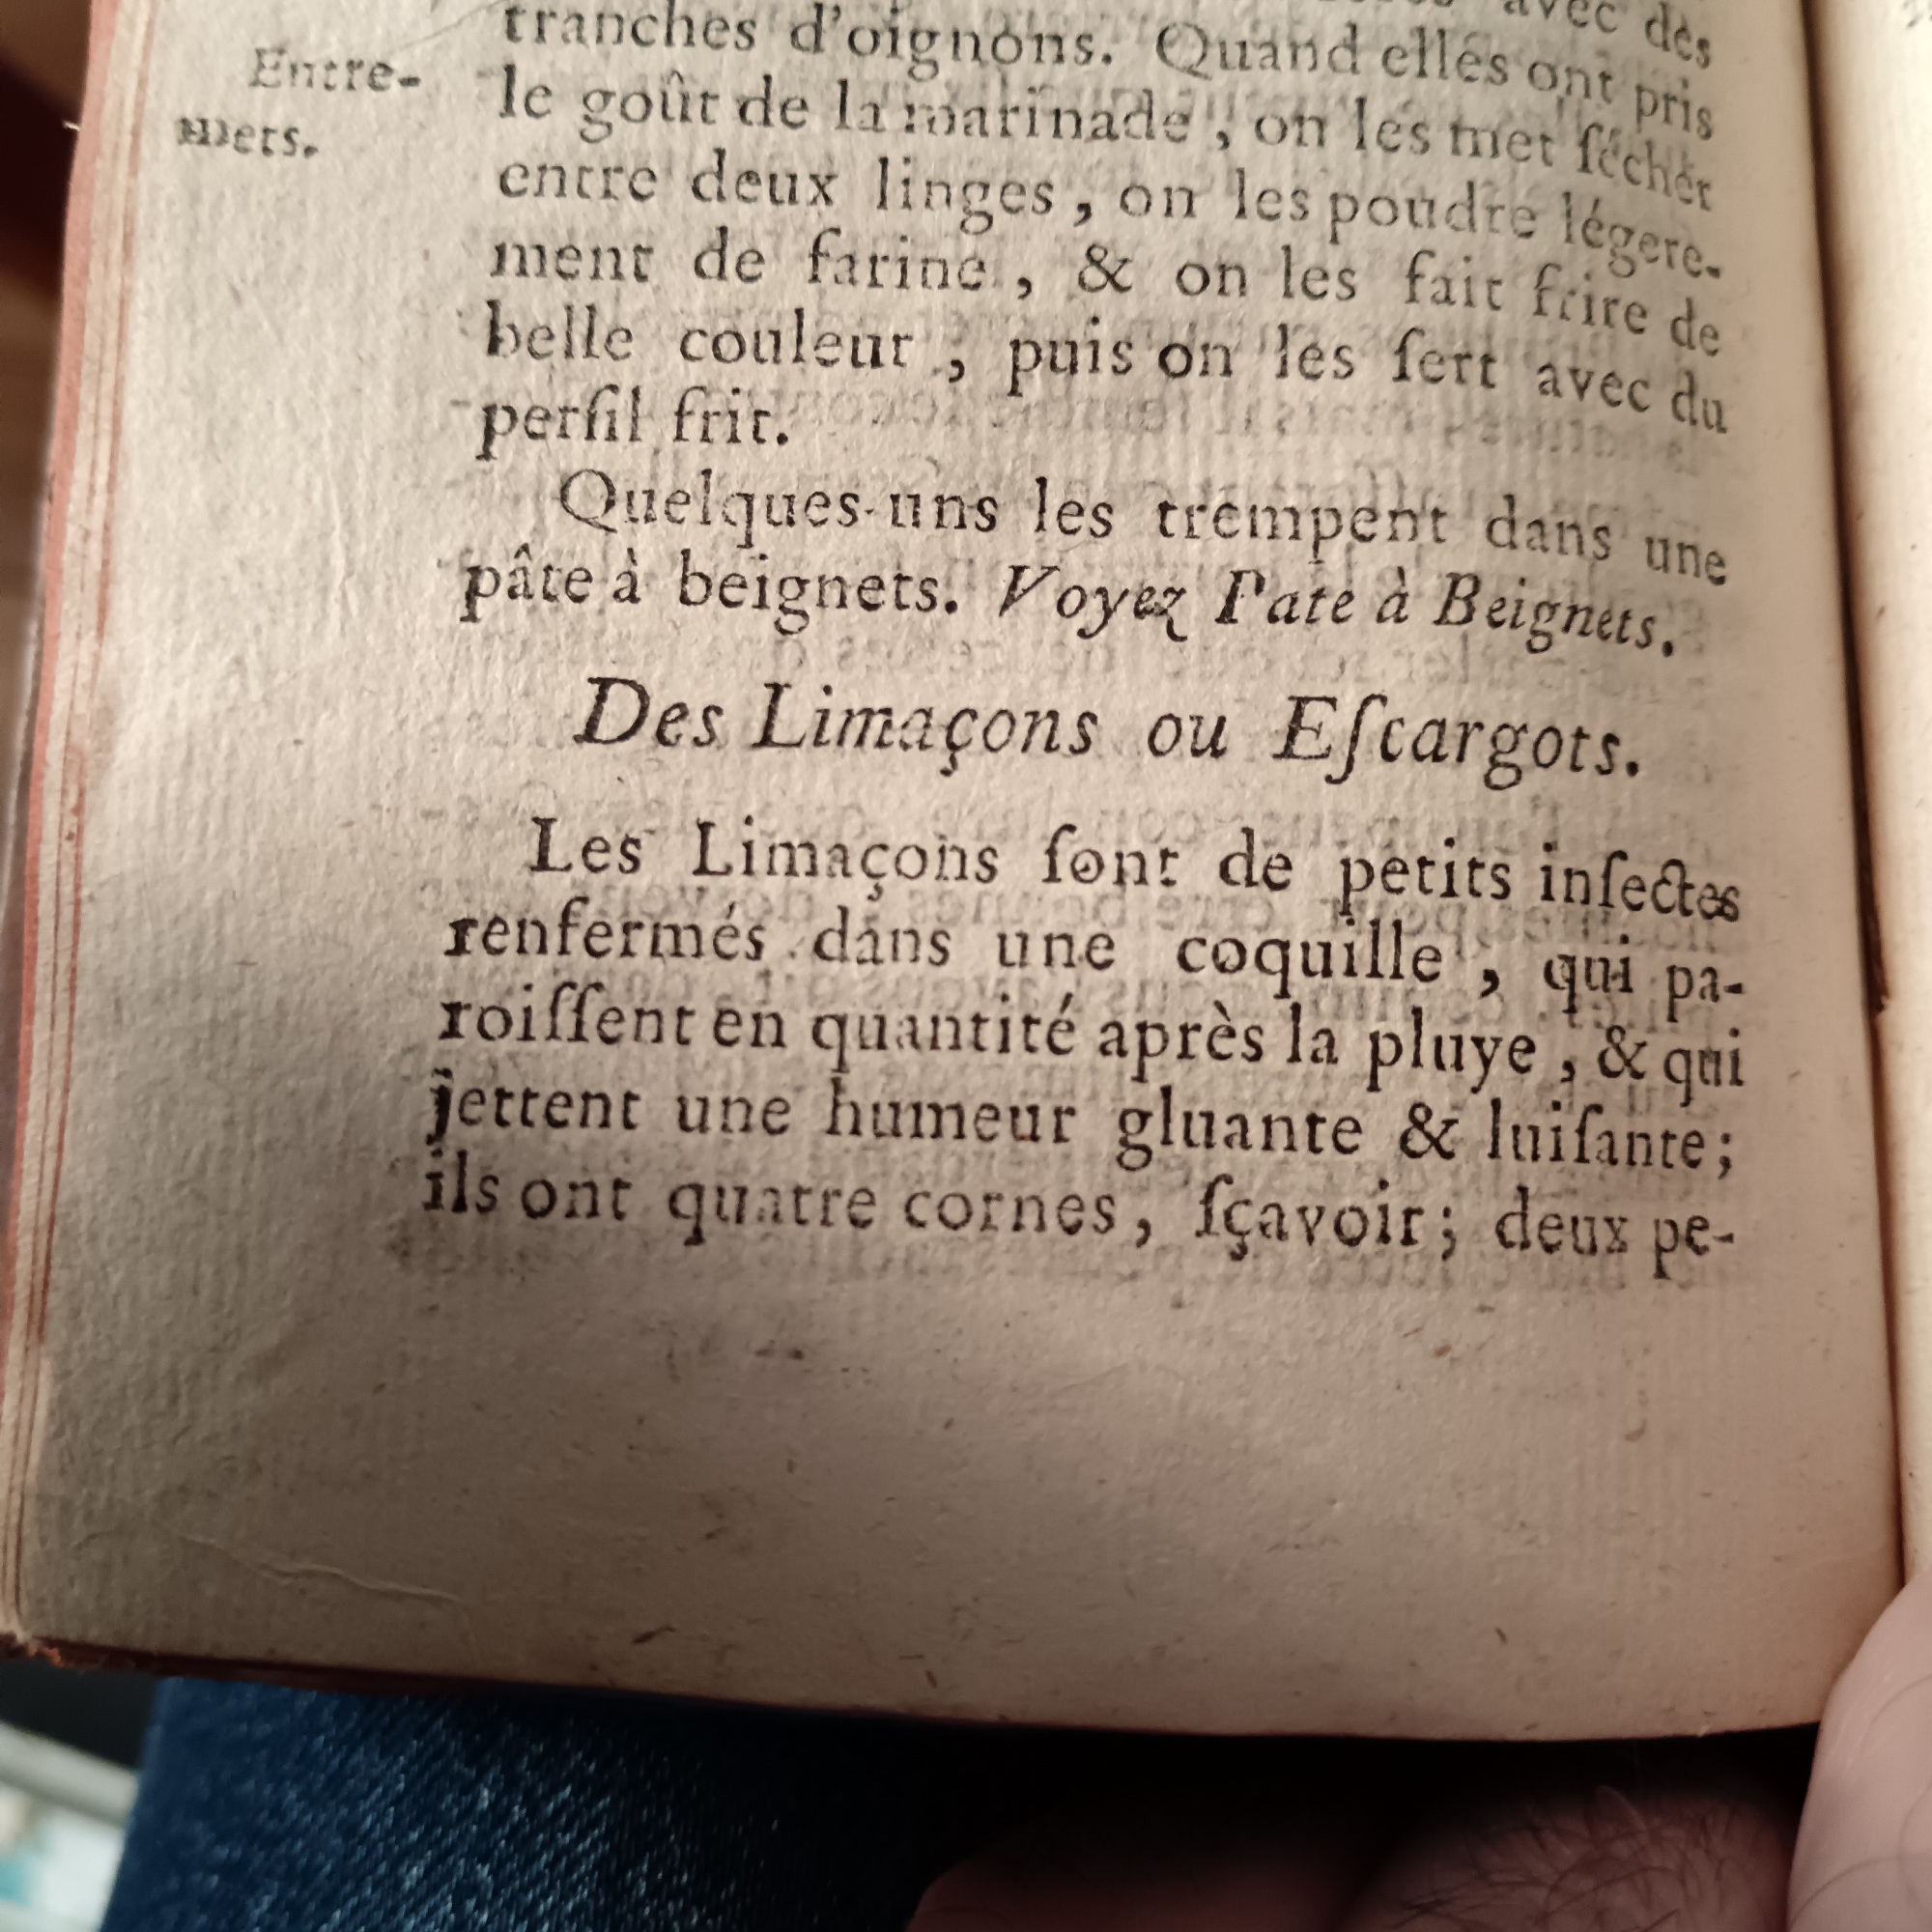 avec des
tranches d'oignons. Quand elles ont pris
Entre-
mets.
le goût de la marinade, on les met ſécher
entre deux linges, on les poudre légere-
ment de farine, & on les fait frire de
belle couleur, puis on les ſert avec du
perſil frit.
Quelques-uns les trempent dans une
pâte à beignets. Voyez Pate à Beignets.
Des Limaçons ou Eſcargots.
Les Limaçons ſont de petits inſectes
renfermés dans une coquille, qui pa-
roiſſent en quantité après la pluye, & qui
jettent une humeur gluante & luiſante;
ils ont quatre cornes, ſçavoir; deux pe-